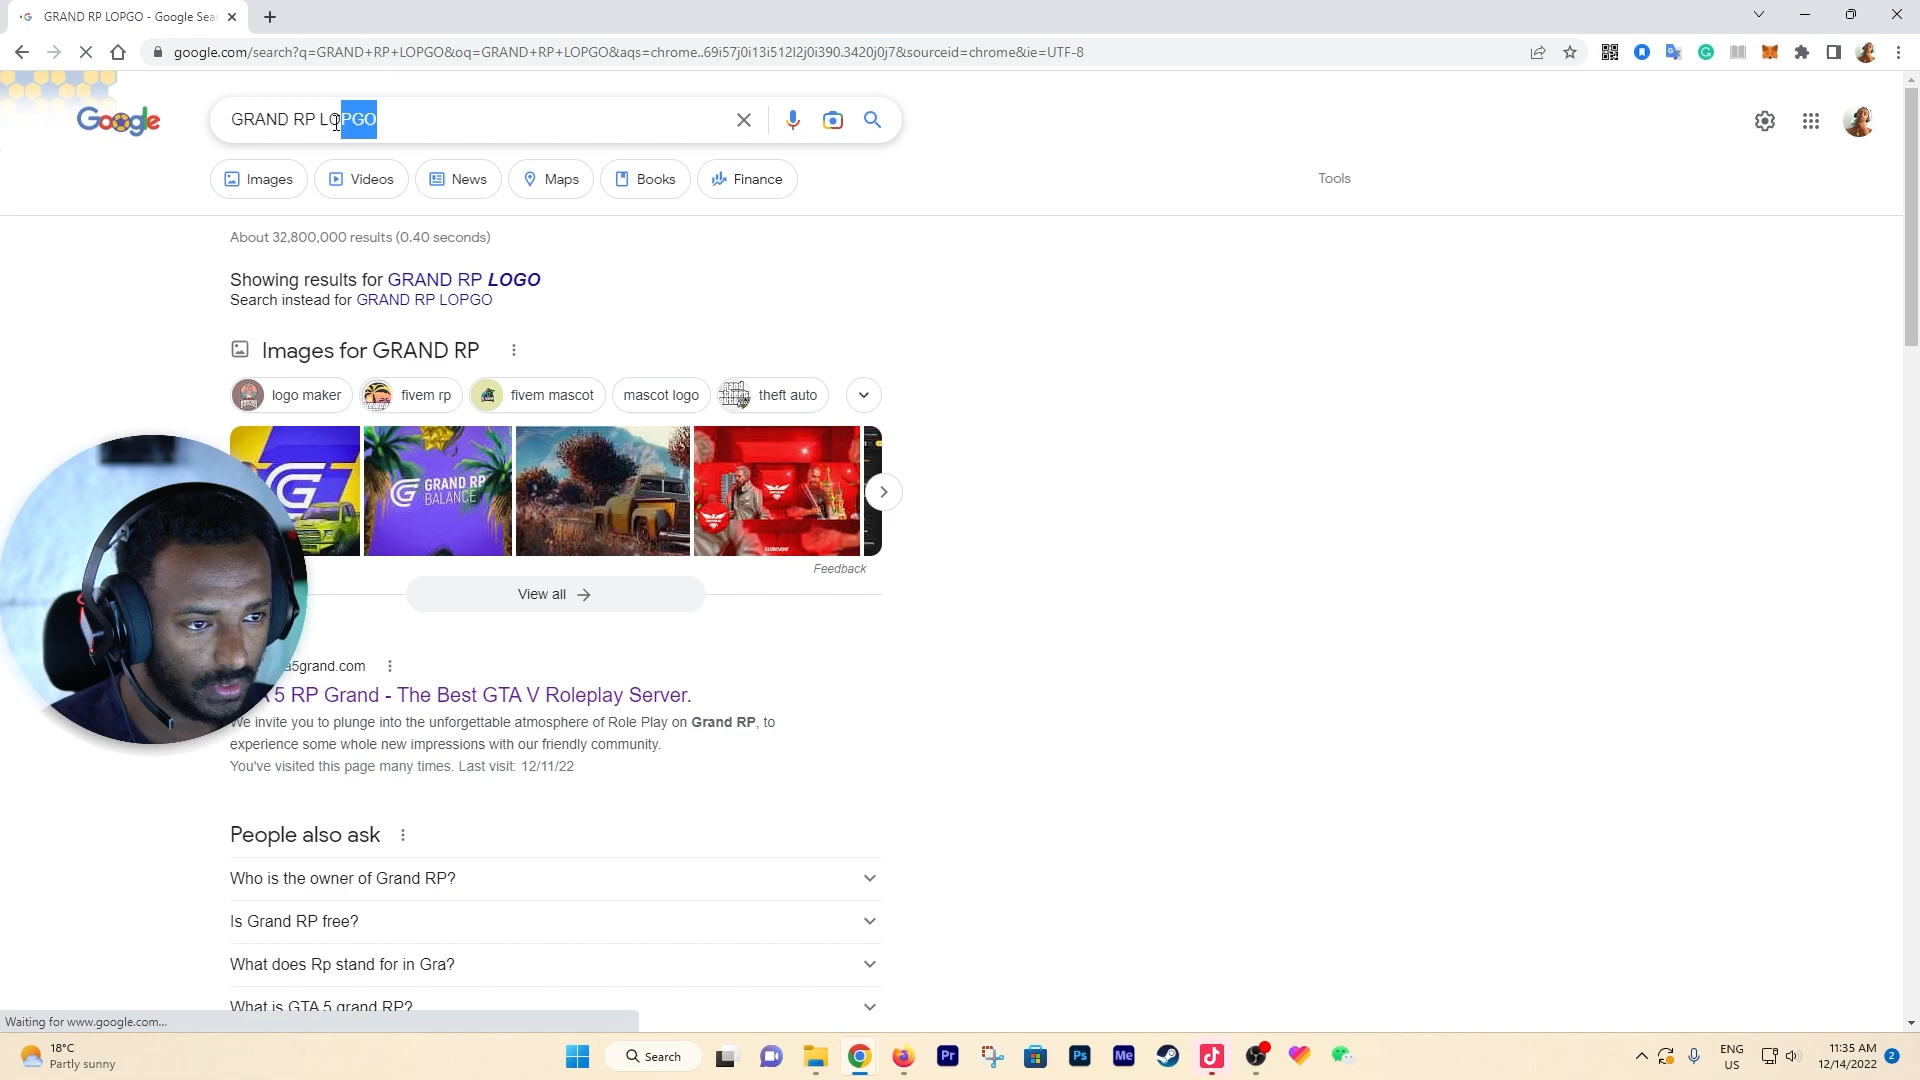 GRAND RP LOPGO - Google Sea
google.com/search?q=GRAND+RP+LOPGO&oq=GRAND+RP+LOPGO&aqs=chrome..69i57j0i13i512l2j0i390.3420j0j7&sourceid=chrome&ie=UTF-8
Google
GRAND RP LOPGO
Images
Videos
News
Maps
Books
Finance
Tools
About 32,800,000 results (0.40 seconds)
Showing results for GRAND RP LOGO
Search instead for GRAND RP LOPGO
Images for GRAND RP
logo maker
fivem rp
fivem mascot
mascot logo
theft auto
GRAND RP
BALANCE
Feedback
View all
a5grand.com
5 RP Grand - The Best GTA V Roleplay Server.
We invite you to plunge into the unforgettable atmosphere of Role Play on Grand RP, to
experience some whole new impressions with our friendly community.
You've visited this page many times. Last visit: 12/11/22
People also ask
Who is the owner of Grand RP?
Is Grand RP free?
What does Rp stand for in Gra?
What is GTA 5 grand RP?
Waiting for www.google.com...
18°C
Partly sunny
Search
Pr
Ps
Me
ENG
US
11:35 AM
12/14/2022
2